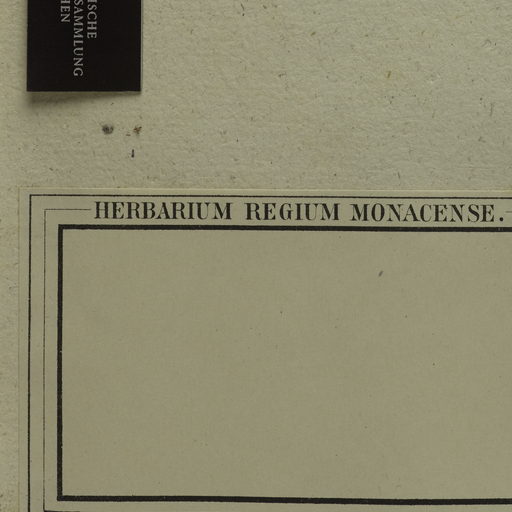 ISCHE
SAMMLUNG
HEN
HERBARIUM REGIUM MONACENSE.